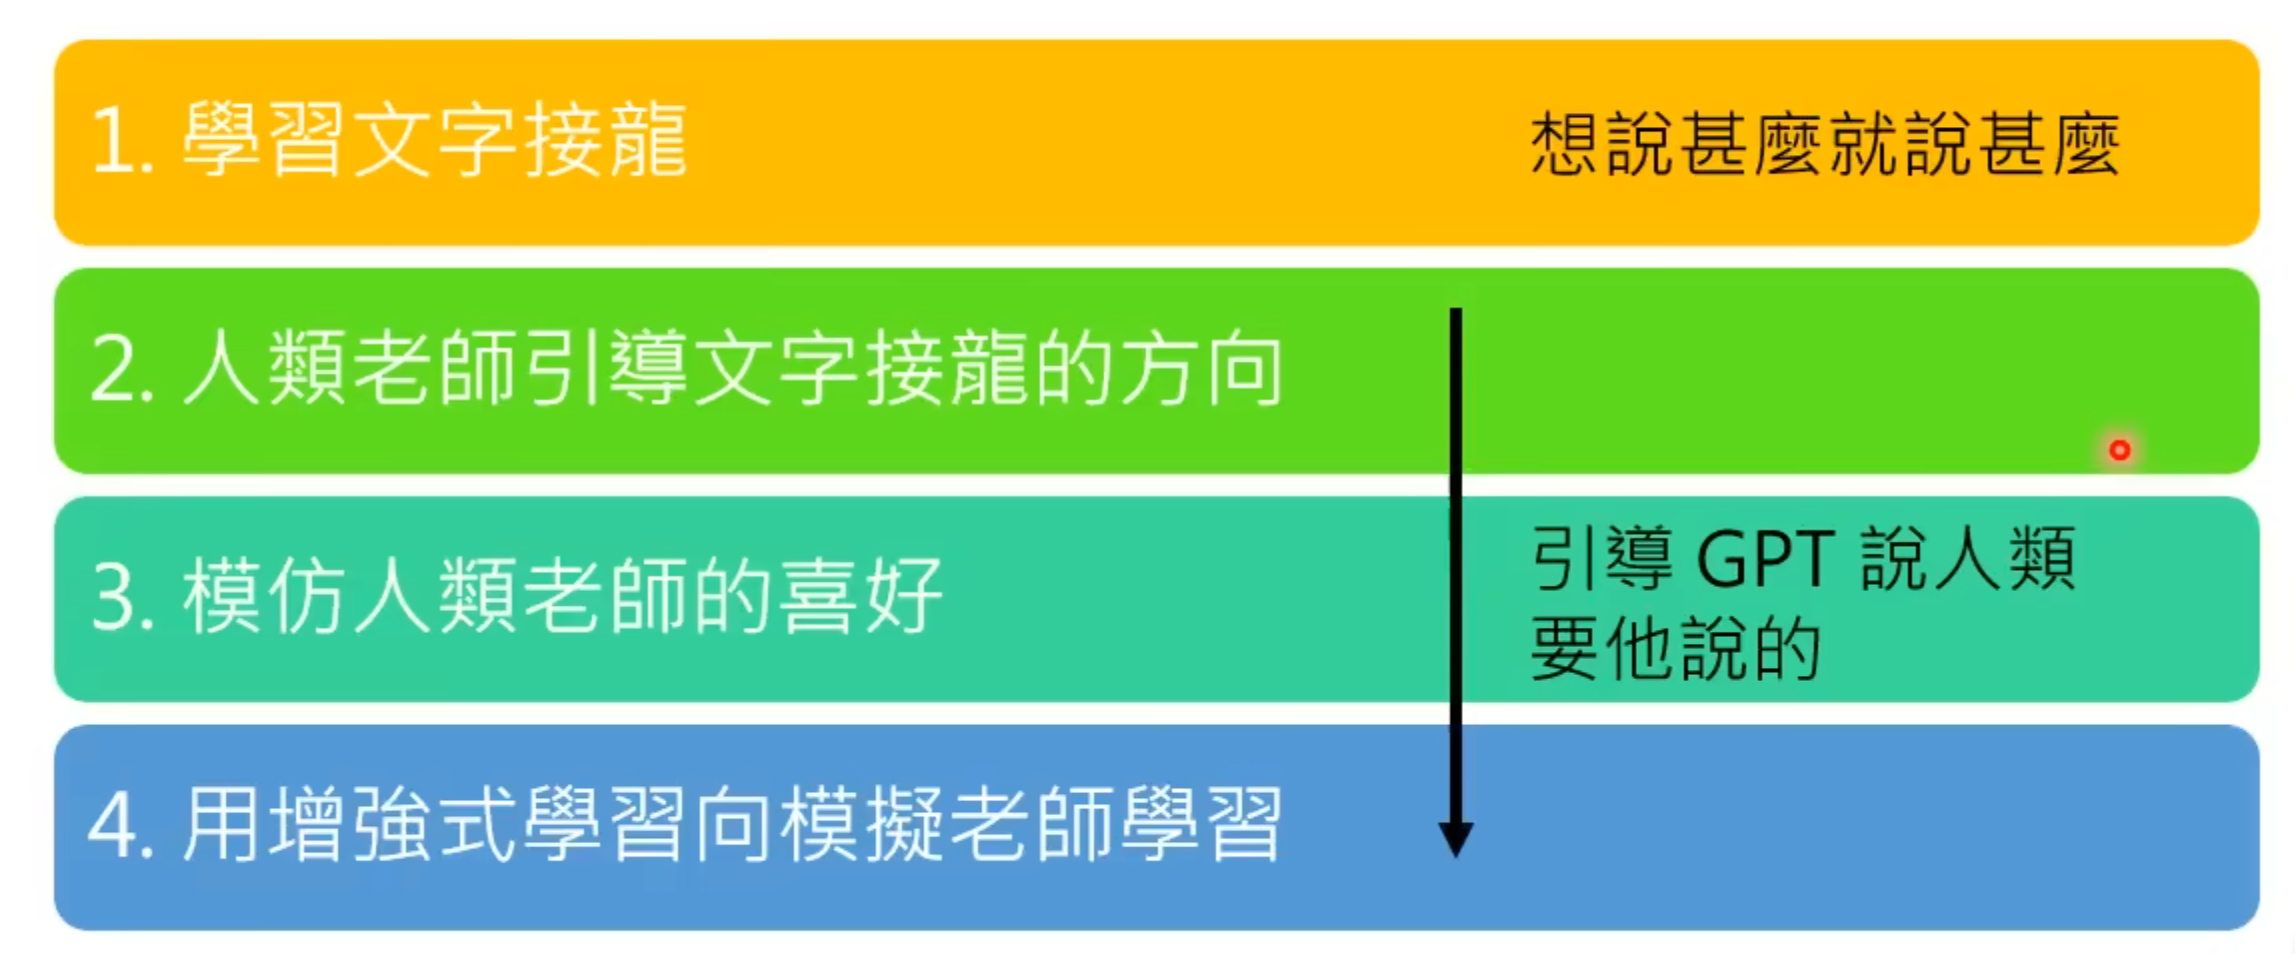 1. 學習文字接龍
想說甚麼就說甚麼
2. 人類老師引導文字接龍的方向
3. 模仿人類老師的喜好
引導 GPT 說人類
要他說的
4. 用增強式學習向模擬老師學習